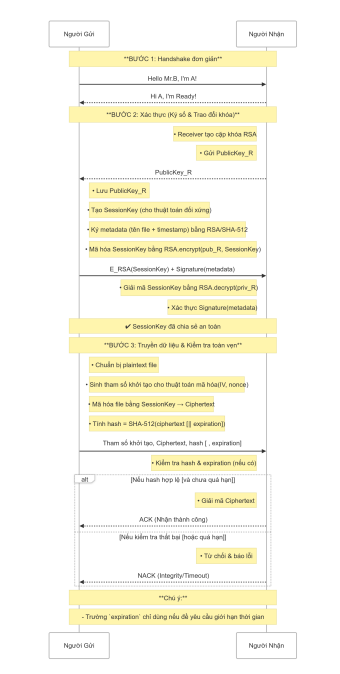 Người Gửi
Người Nhận
**BƯỚC 1: Handshake đơn giản**
Hello Mr.B, I'm A!
Hi A, I'm Ready!
**BƯỚC 2: Xác thực (Ký số & Trao đổi khóa)**
• Receiver tạo cặp khóa RSA
• Gửi PublicKey_R
PublicKey_R
• Lưu PublicKey_R
• Tạo SessionKey (cho thuật toán đối xứng)
• Ký metadata (tên file + timestamp) bằng RSA/SHA-512
• Mã hóa SessionKey bằng RSA.encrypt(pub_R, SessionKey)
E_RSA(SessionKey) + Signature(metadata)
• Giải mã SessionKey bằng RSA.decrypt(priv_R)
• Xác thực Signature(metadata)
✔ SessionKey đã chia sẻ an toàn
**BƯỚC 3: Truyền dữ liệu & Kiểm tra toàn vẹn**
• Chuẩn bị plaintext file
• Sinh tham số khởi tạo cho thuật toán mã hóa(IV, nonce)
• Mã hóa file bằng SessionKey → Ciphertext
• Tính hash = SHA-512(ciphertext [|| expiration])
Tham số khởi tạo, Ciphertext, hash [ , expiration]
• Kiểm tra hash & expiration (nếu có)
alt
[Nếu hash hợp lệ [và chưa quá hạn]]
• Giải mã Ciphertext
ACK (Nhận thành công)
[Nếu kiểm tra thất bại [hoặc quá hạn]]
• Từ chối & báo lỗi
NACK (Integrity/Timeout)
**Chú ý:**
- Trường `expiration` chỉ dùng nếu đề yêu cầu giới hạn thời gian
Người Gửi
Người Nhận